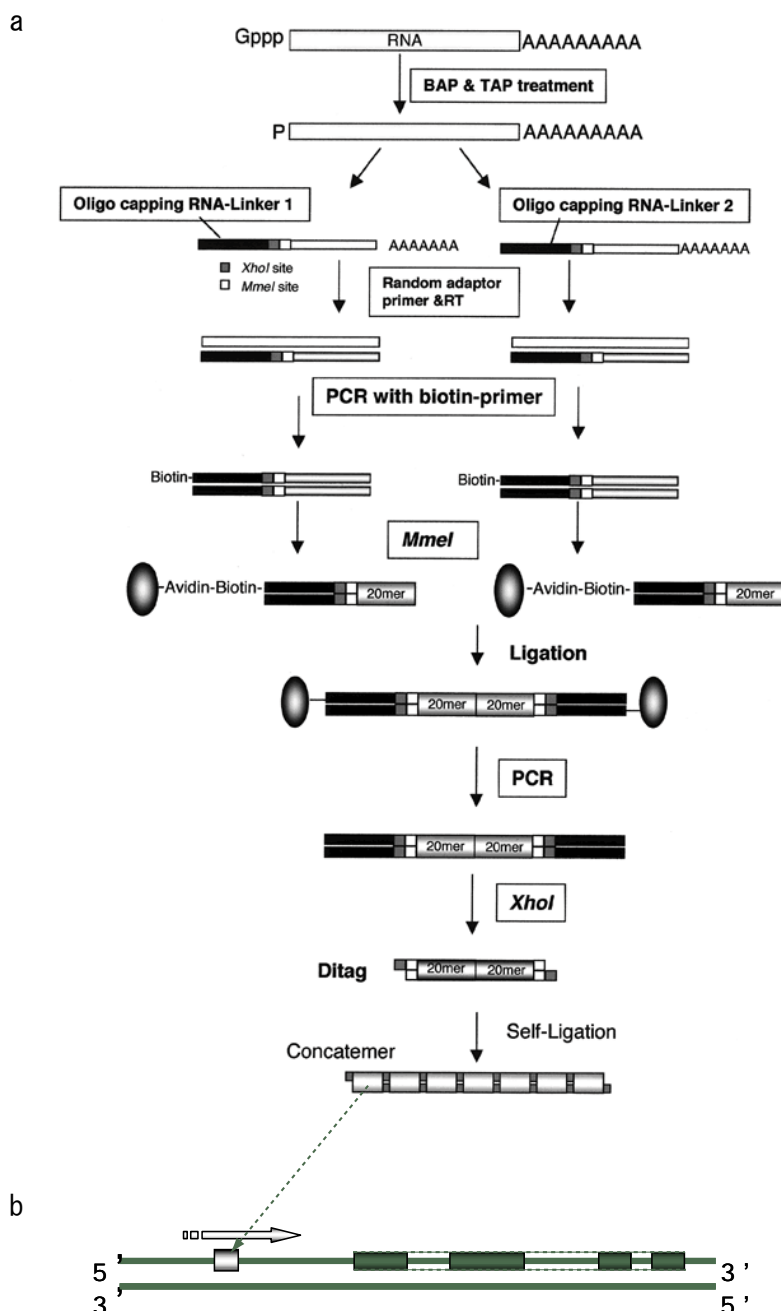 a
Gppp RNA AAAAAAAAA
BAP & TAP treatment
P AAAAAAAAA
Oligo capping RNA-Linker 1
Oligo capping RNA-Linker 2
AAAAAAA
AAAAAAA
XhoI site
MmeI site
Random adaptor
primer &RT
PCR with biotin-primer
Biotin-
Biotin-
MmeI
-Avidin-Biotin- 20mer
-Avidin-Biotin- 20mer
Ligation
20mer 20mer
PCR
20mer 20mer
XhoI
Ditag 20mer 20mer
Self-Ligation
Concatemer
b
5 ’ 3 ’
3 ’ 5 ’